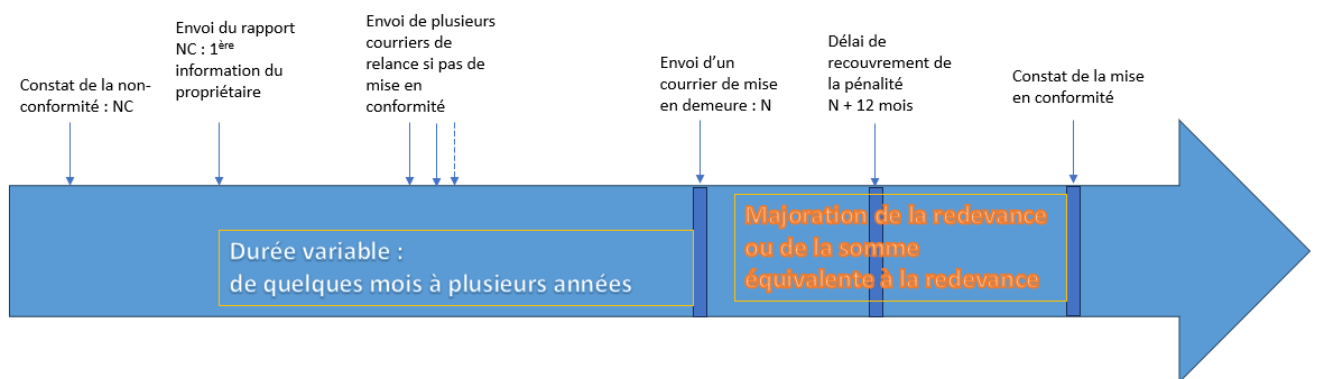 Constat de la non-
conformité : NC
Envoi du rapport
NC : 1ère
information du
propriétaire
Envoi de plusieurs
courriers de
relance si pas de
mise en
conformité
Envoi d’un
courrier de mise
en demeure : N
Délai de
recouvrement de
la pénalité
N + 12 mois
Constat de la mise
en conformité
Durée variable :
de quelques mois à plusieurs années
Majoration de la redevance
ou de la somme
équivalente à la redevance